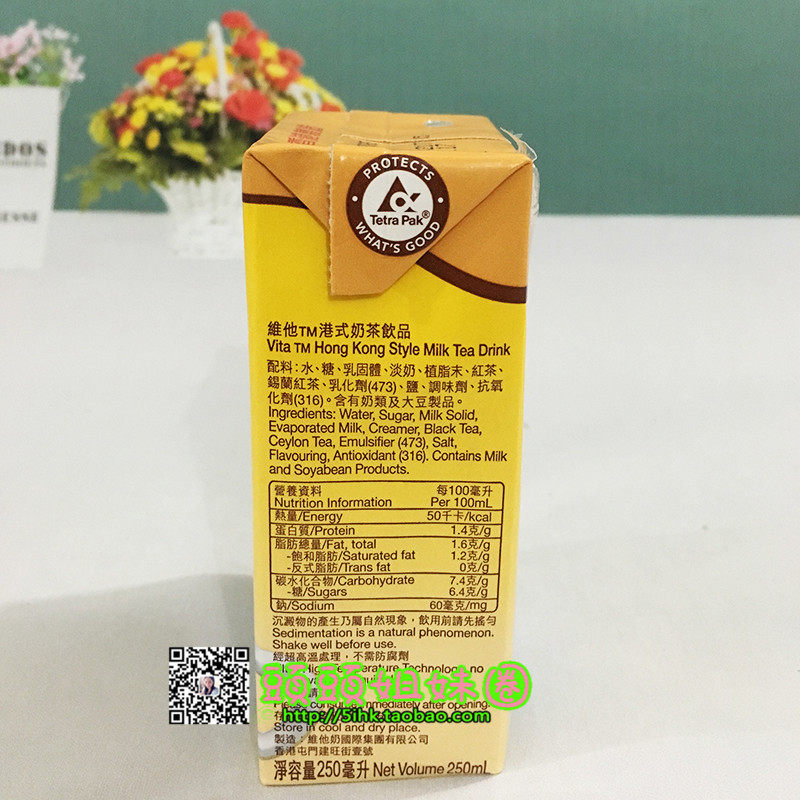 PROTECTS
Tetra Pak®
WHAT'S GOOD
DOS
維他TM港式奶茶飲品
Vita TM Hong Kong Style Milk Tea Drink
配料:水、糖、乳固體、淡奶、植脂末、紅茶、
錫蘭紅茶、乳化劑(473)、鹽、調味劑、抗氧
化劑(316)。含有奶類及大豆製品。
Ingredients: Water, Sugar, Milk Solid,
Evaporated Milk, Creamer, Black Tea,
Ceylon Tea, Emulsifier (473), Salt,
Flavouring, Antioxidant (316). Contains Milk
and Soyabean Products.
營養資料 每100毫升
Nutrition Information Per 100mL
熱量/Energy 50千卡/kcal
蛋白質/Protein 1.4克/g
脂肪總量/Fat, total 1.6克/g
-飽和脂肪/Saturated fat 1.2克/g
-反式脂肪/Trans fat 0克/g
碳水化合物/Carbohydrate 7.4克/g
-糖/Sugars 6.4克/g
鈉/Sodium 60毫克/mg
沉澱物的產生乃屬自然現象，飲用前請先搖勻
Sedimentation is a natural phenomenon.
Shake well before use.
經超高溫處理，不需防腐劑
Technology, no
頭頭姐妹圈
immediately after opening.
http://5ihk.taobao.com
Store in cool and dry place.
製造：維他奶國際集團有限公司
香港屯門建旺街壹號
淨容量250毫升 Net Volume 250mL